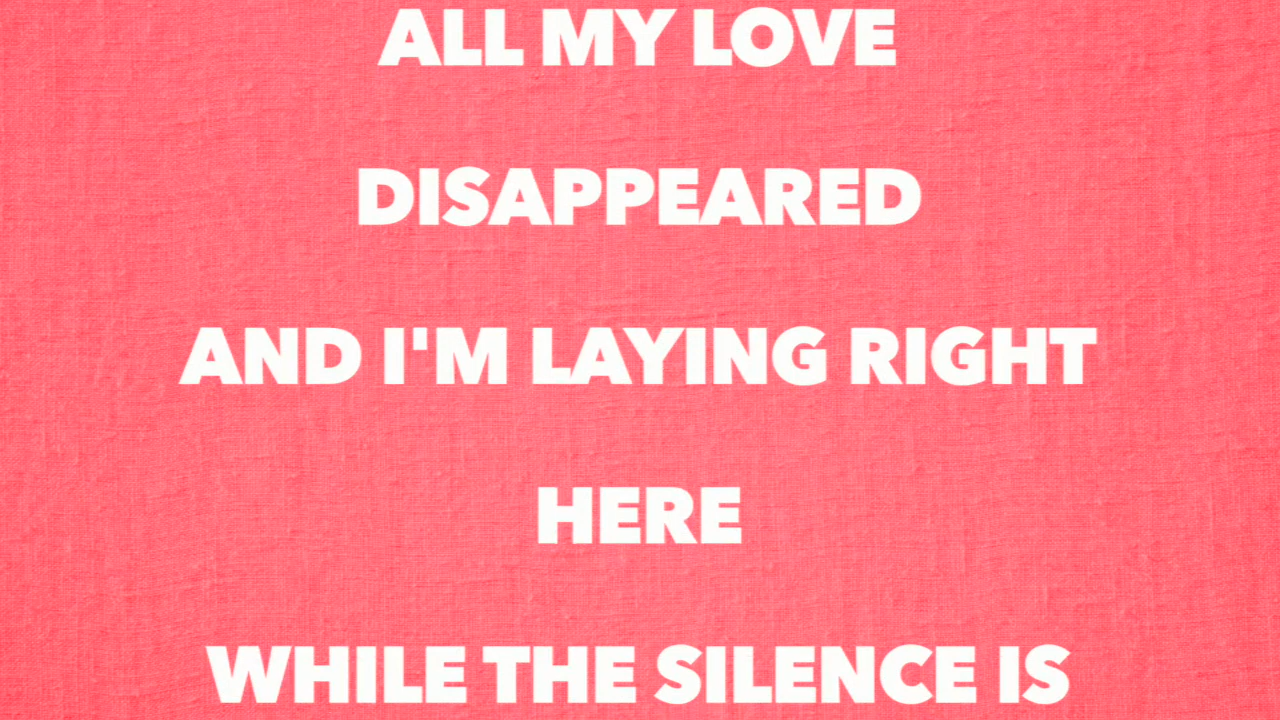 ALL MY LOVE
DISAPPEARED
AND I'M LAYING RIGHT
HERE
WHILE THE SILENCE IS